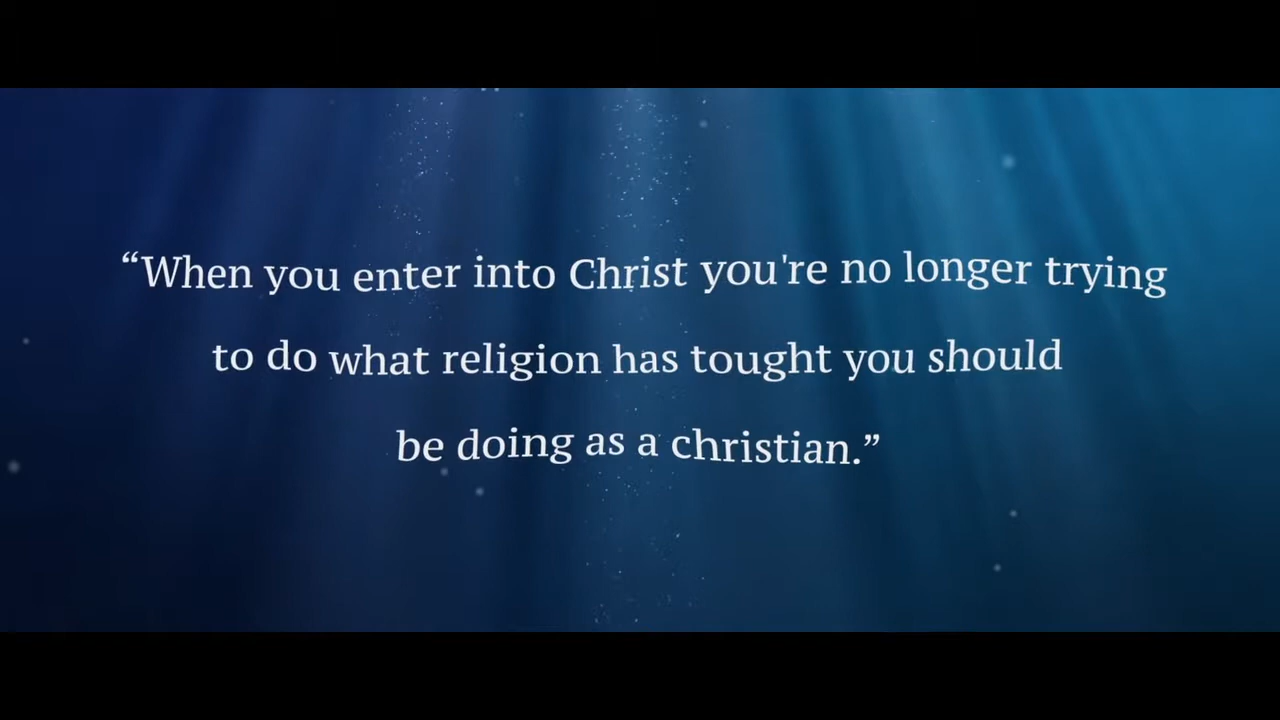 “When you enter into Christ you're no longer trying
to do what religion has tought you should
be doing as a christian.”